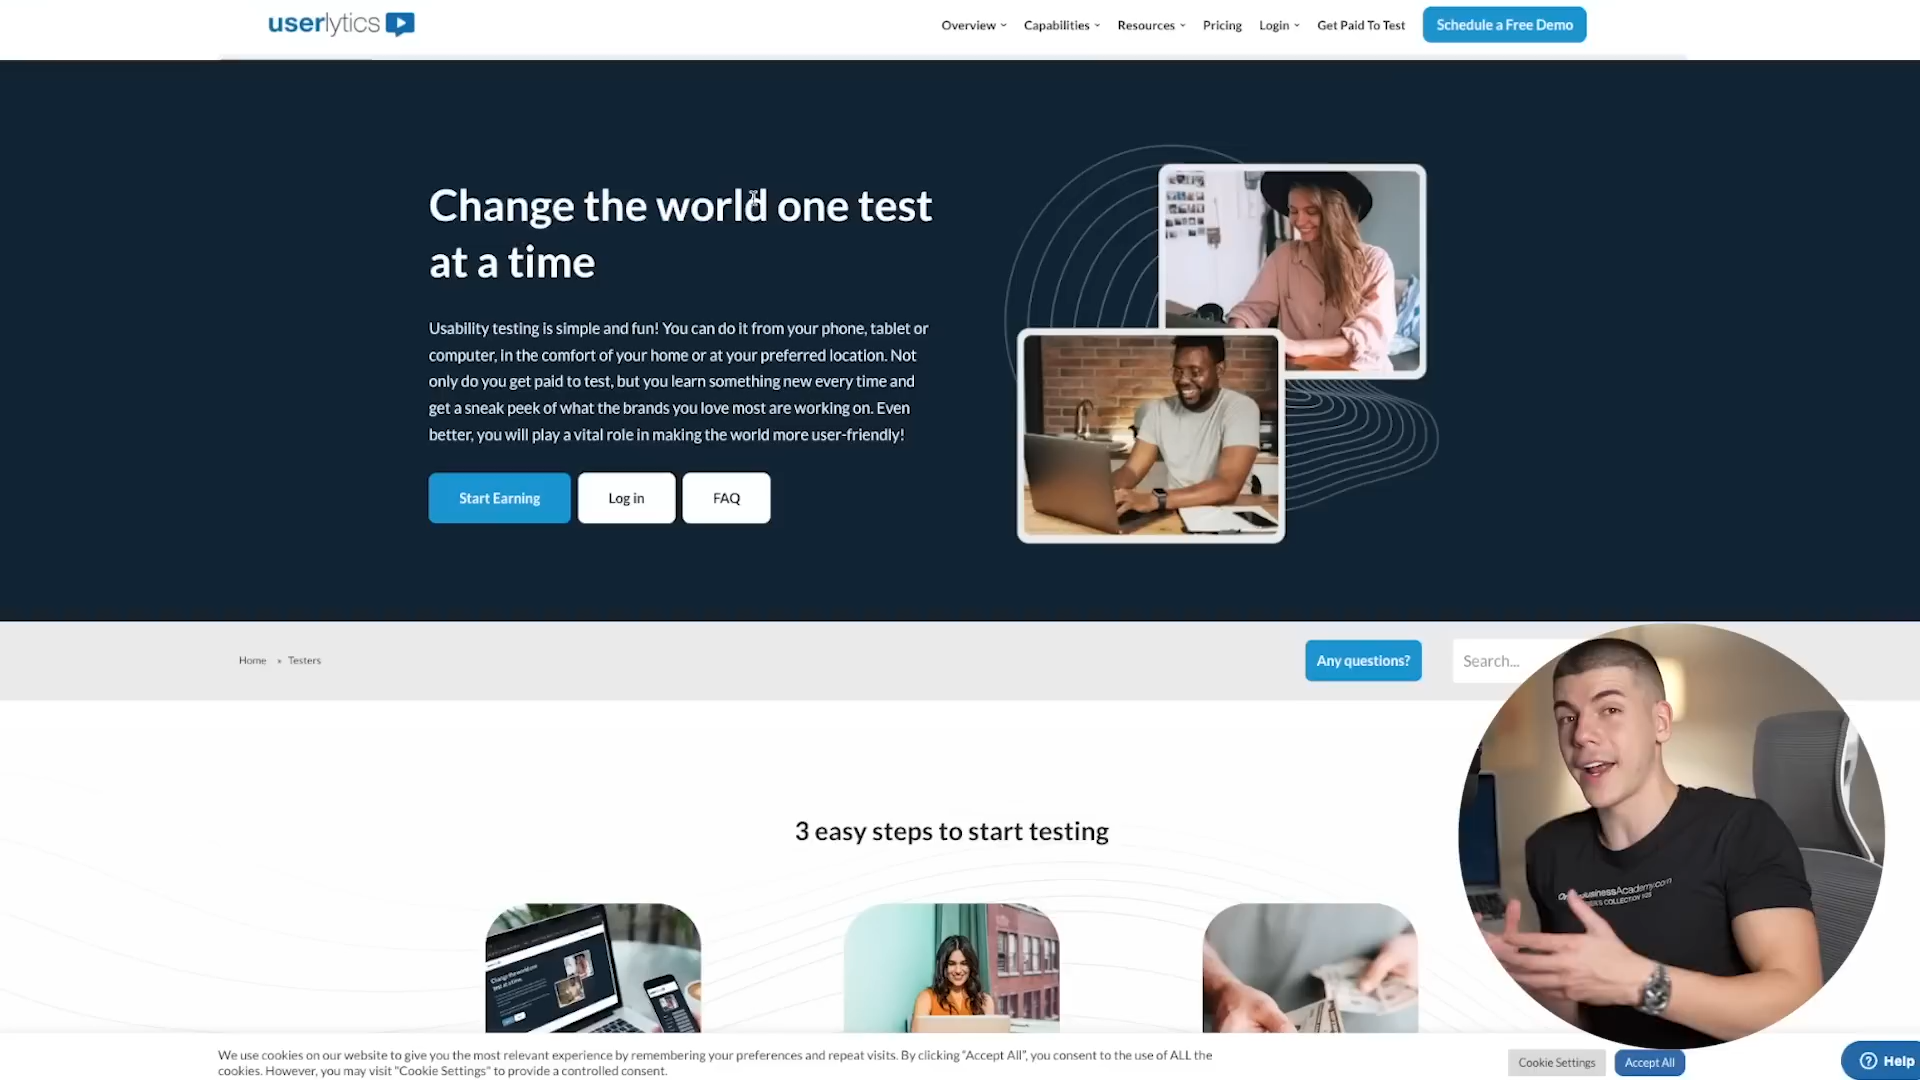 userlytics
Overview
Capabilities
Resources
Pricing
Login
Get Paid To Test
Schedule a Free Demo
Change the world one test
at a time
Usability testing is simple and fun! You can do it from your phone, tablet or
computer, in the comfort of your home or at your preferred location. Not
only do you get paid to test, but you learn something new every time and
get a sneak peek of what the brands you love most are working on. Even
better, you will play a vital role in making the world more user-friendly!
Start Earning
Log in
FAQ
Home » Testers
Any questions?
Search...
3 easy steps to start testing
Change the world one
test at a time
We use cookies on our website to give you the most relevant experience by remembering your preferences and repeat visits. By clicking "Accept All", you consent to the use of ALL the
cookies. However, you may visit "Cookie Settings" to provide a controlled consent.
Cookie Settings
Accept All
Help